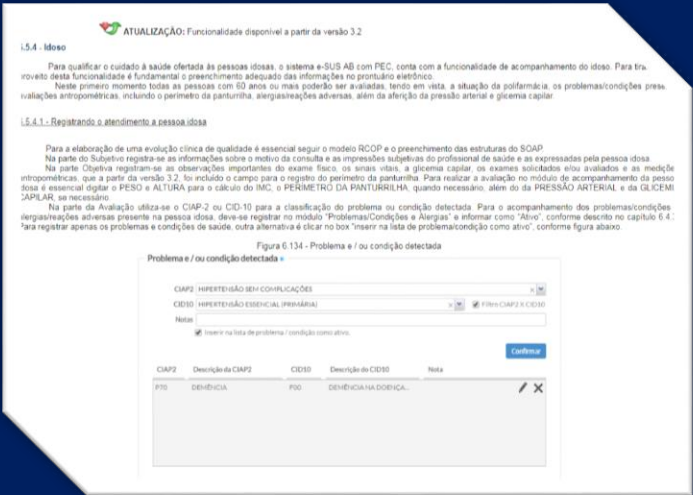 ATUALIZAÇÃO: Funcionalidade disponível a partir da versão 3.2
i.5.4 - Idoso
Para qualificar o cuidado à saúde ofertada às pessoas idosas, o sistema e-SUS AB com PEC, conta com a funcionalidade de acompanhamento do idoso. Para tira
roveito desta funcionalidade é fundamental o preenchimento adequado das informações no prontuário eletrônico.
Neste primeiro momento todas as pessoas com 60 anos ou mais poderão ser avaliadas, tendo em vista, a situação da polifarmácia, os problemas/condições prese
valiações antropométricas, incluindo o perímetro da panturrilha, alergias/reações adversas, além da aferição da pressão arterial e glicemia capilar.
i.5.4.1 - Registrando o atendimento a pessoa idosa
Para a elaboração de uma evolução clínica de qualidade é essencial seguir o modelo RCOP e o preenchimento das estruturas do SOAP.
Na parte do Subjetivo registra-se as informações sobre o motivo da consulta e as impressões subjetivas do profissional de saúde e as expressadas pela pessoa idosa.
Na parte Objetiva registram-se as observações importantes do exame físico, os sinais vitais, a glicemia capilar, os exames solicitados e/ou avaliados e as mediçõe
ntropométricas, que a partir da versão 3.2, foi incluído o campo para o registro do perímetro da panturrilha. Para realizar a avaliação no módulo de acompanhamento da pesso
dosa é essencial digitar o PESO e ALTURA para o cálculo do IMC, o PERÍMETRO DA PANTURRILHA, quando necessário, além do da PRESSÃO ARTERIAL e da GLICEMI
CAPILAR, se necessário.
Na parte da Avaliação utiliza-se o CIAP-2 ou CID-10 para a classificação do problema ou condição detectada. Para o acompanhamento dos problemas/condições
alergias/reações adversas presente na pessoa idosa, deve-se registrar no módulo "Problemas/Condições e Alergias" e informar como "Ativo", conforme descrito no capítulo 6.4.
Para registrar apenas os problemas e condições de saúde, outra alternativa é clicar no box "inserir na lista de problema/condição como ativo", conforme figura abaixo.
Figura 6.134 - Problema e / ou condição detectada
Problema e / ou condição detectada
CIAP2 HIPERTENSÃO SEM COMPLICAÇÕES
CID10 HIPERTENSÃO ESSENCIAL (PRIMÁRIA) Filtro CIAP2 X CID10
Notas
Inserir na lista de problema / condição como ativo.
Confirmar
CIAP2 Descrição da CIAP2 CID10 Descrição do CID10 Nota
P70 DEMÊNCIA F00 DEMÊNCIA NA DOENÇA...